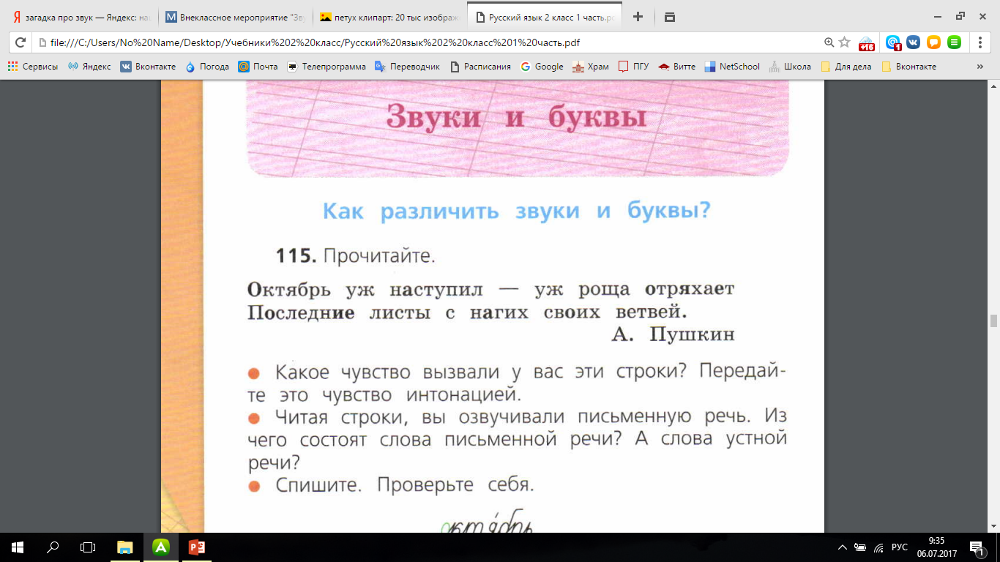 загадка про звук — Яндекс: на
Внеклассное мероприятие "Зву
петух клипарт: 20 тыс изображ
Русский язык 2 класс 1 часть.p
file:///C:/Users/No%20Name/Desktop/Учебники%202%20класс/Русский%20язык%202%20класс%201%20часть.pdf
+16
1
Сервисы Яндекс Вконтакте Погода Почта Телепрограмма Переводчик Расписания Google Храм ПГУ Витте NetSchool Школа Для дела Вконтакте »
Звуки и буквы
Как различить звуки и буквы?
115. Прочитайте.
Октябрь уж наступил — уж роща отряхает
Последние листы с нагих своих ветвей.
А. Пушкин
Какое чувство вызвали у вас эти строки? Передай-
те это чувство интонацией.
Читая строки, вы озвучивали письменную речь. Из
чего состоят слова письменной речи? А слова устной
речи?
Спишите. Проверьте себя.
октя́брь
РУС
9:35
06.07.2017
1